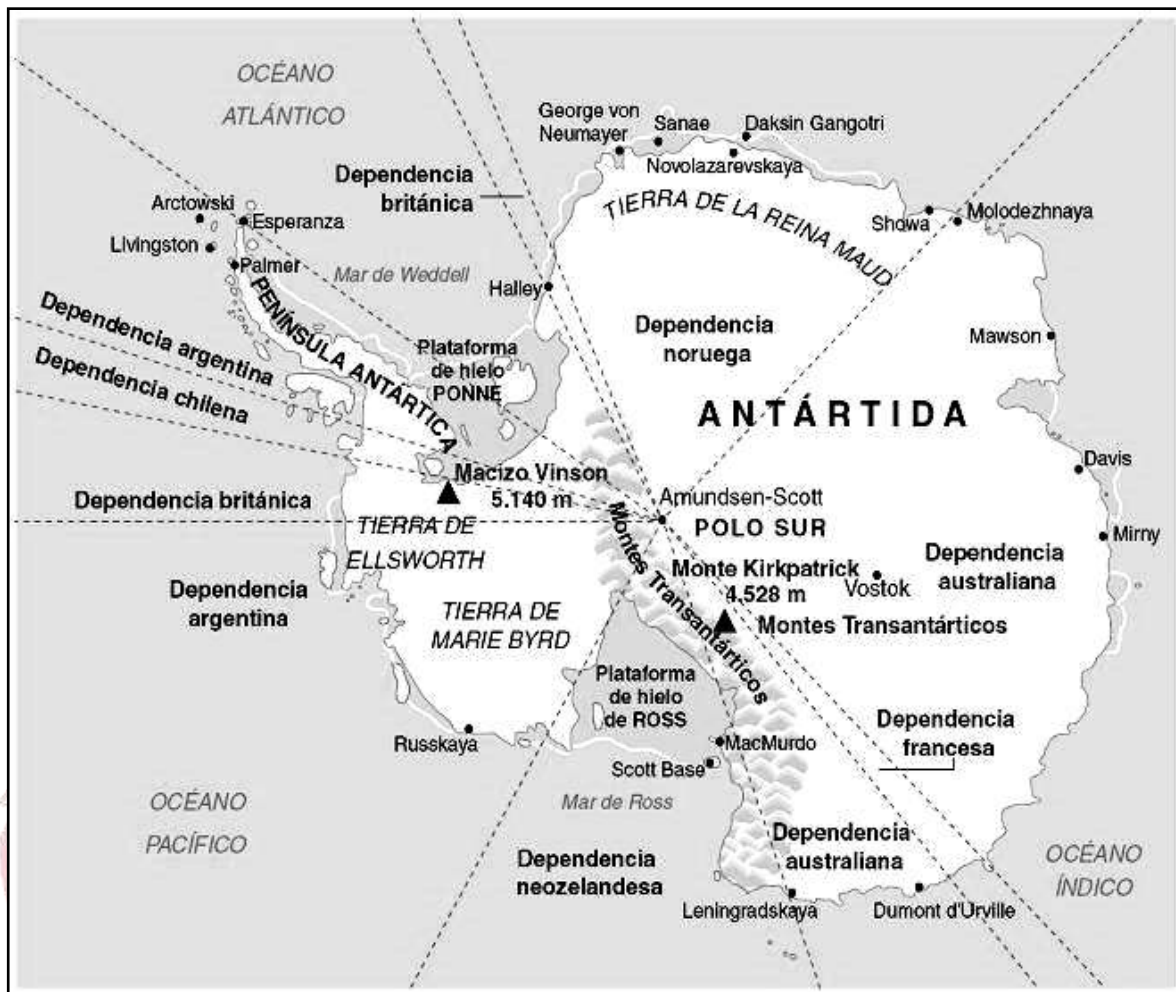 OCÉANO
ATLÁNTICO
George von
Neumayer
Sanae
Daksin Gangotri
Novolazarevskaya
Dependencia
británica
TIERRA DE LA REINA MAUD
Arctowski
Esperanza
Livingston
Palmer
Showa
Molodezhnaya
Mar de Weddell
Halley
PENÍNSULA ANTÁRTICA
Dependencia argentina
Dependencia chilena
Plataforma
de hielo
PONNE
Dependencia
noruega
Mawson
ANTÁRTIDA
Macizo Vinson
5.140 m
Davis
Dependencia británica
Amundsen-Scott
POLO SUR
TIERRA DE
ELLSWORTH
Montes Transantárticos
Mirny
Dependencia
australiana
Monte Kirkpatrick
4.528 m
Vostok
Dependencia
argentina
TIERRA DE
MARIE BYRD
Montes Transantárticos
Plataforma
de hielo
de ROSS
Dependencia
francesa
Russkaya
MacMurdo
Scott Base
OCÉANO
PACÍFICO
Mar de Ross
Dependencia
australiana
Dependencia
neozelandesa
OCÉANO
ÍNDICO
Leningradskaya
Dumont d'Urville